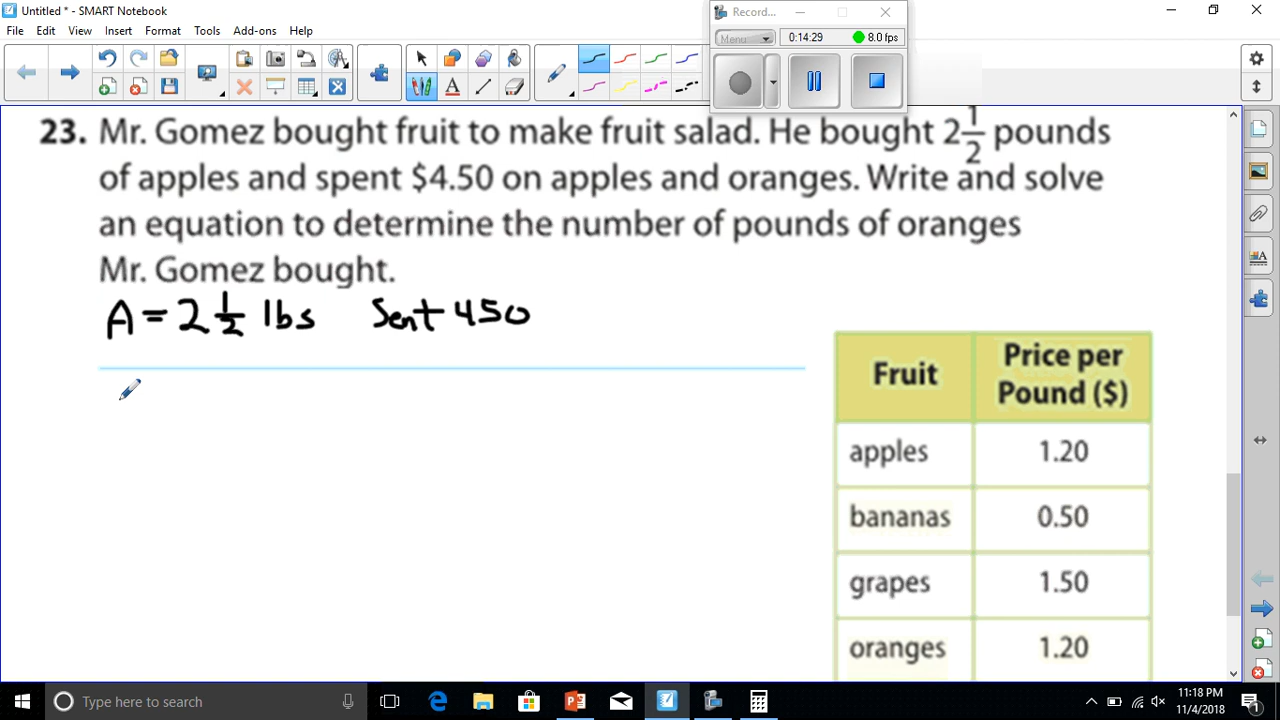 Untitled * - SMART Notebook
File Edit View Insert Format Tools Add-ons Help
Record...
Menu
0:14:29
8.0 fps
23. Mr. Gomez bought fruit to make fruit salad. He bought 2 1/2 pounds
of apples and spent $4.50 on apples and oranges. Write and solve
an equation to determine the number of pounds of oranges
Mr. Gomez bought.
A = 2 1/2 lbs Sent 450
Fruit Price per Pound ($)
apples 1.20
bananas 0.50
grapes 1.50
oranges 1.20
Type here to search
11:18 PM
11/4/2018